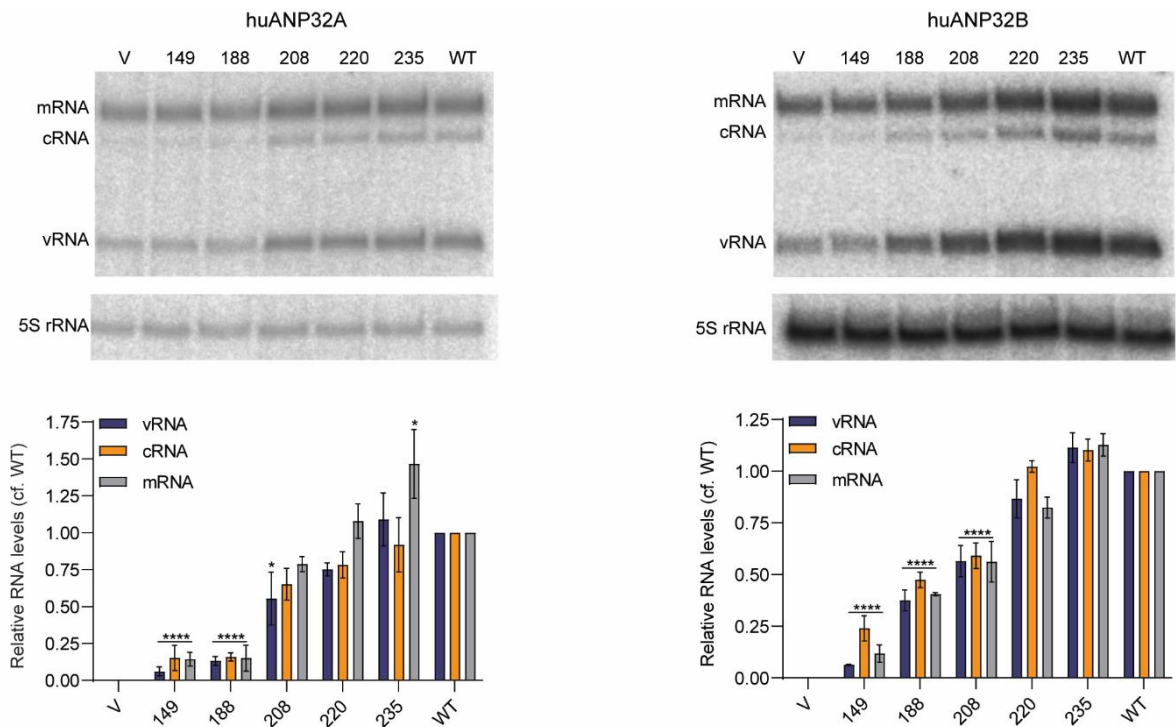 huANP32A
V 149 188 208 220 235 WT
mRNA
cRNA
vRNA
5S rRNA
Relative RNA levels (cf. WT)
1.75
1.50
1.25
1.00
0.75
0.50
0.25
0.00
vRNA
cRNA
mRNA
****
****
*
*
V 149 188 208 220 235 WT
huANP32B
V 149 188 208 220 235 WT
mRNA
cRNA
vRNA
5S rRNA
Relative RNA levels (cf. WT)
1.25
1.00
0.75
0.50
0.25
0.00
vRNA
cRNA
mRNA
****
****
****
V 149 188 208 220 235 WT